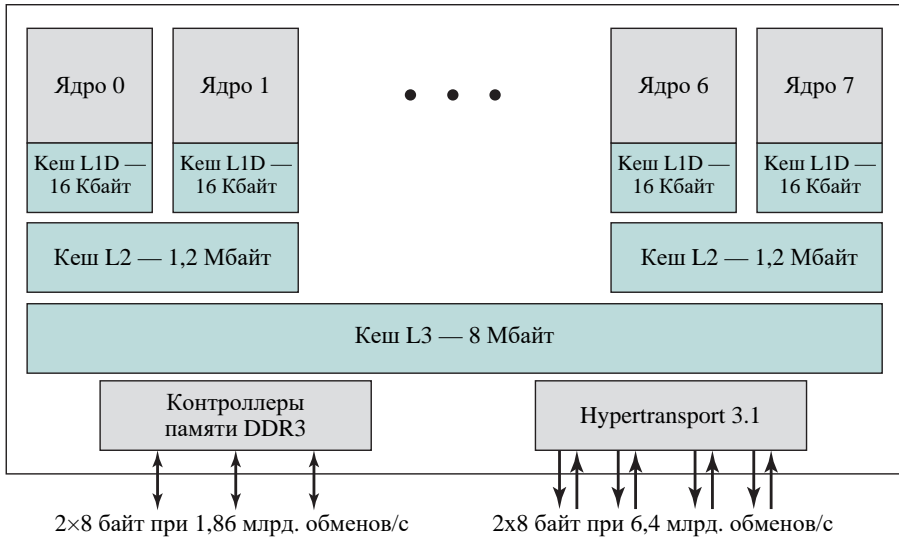 Ядро 0
Ядро 1
Ядро 6
Ядро 7
Кеш L1D —
16 Кбайт
Кеш L1D —
16 Кбайт
Кеш L1D —
16 Кбайт
Кеш L1D —
16 Кбайт
Кеш L2 — 1,2 Мбайт
Кеш L2 — 1,2 Мбайт
Кеш L3 — 8 Мбайт
Контроллеры
памяти DDR3
Hypertransport 3.1
2×8 байт при 1,86 млрд. обменов/с
2x8 байт при 6,4 млрд. обменов/с